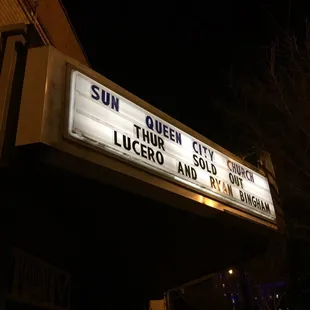 SUN QUEEN CITY CHURCH
THUR SOLD OUT
LUCERO AND RYAN BINGHAM